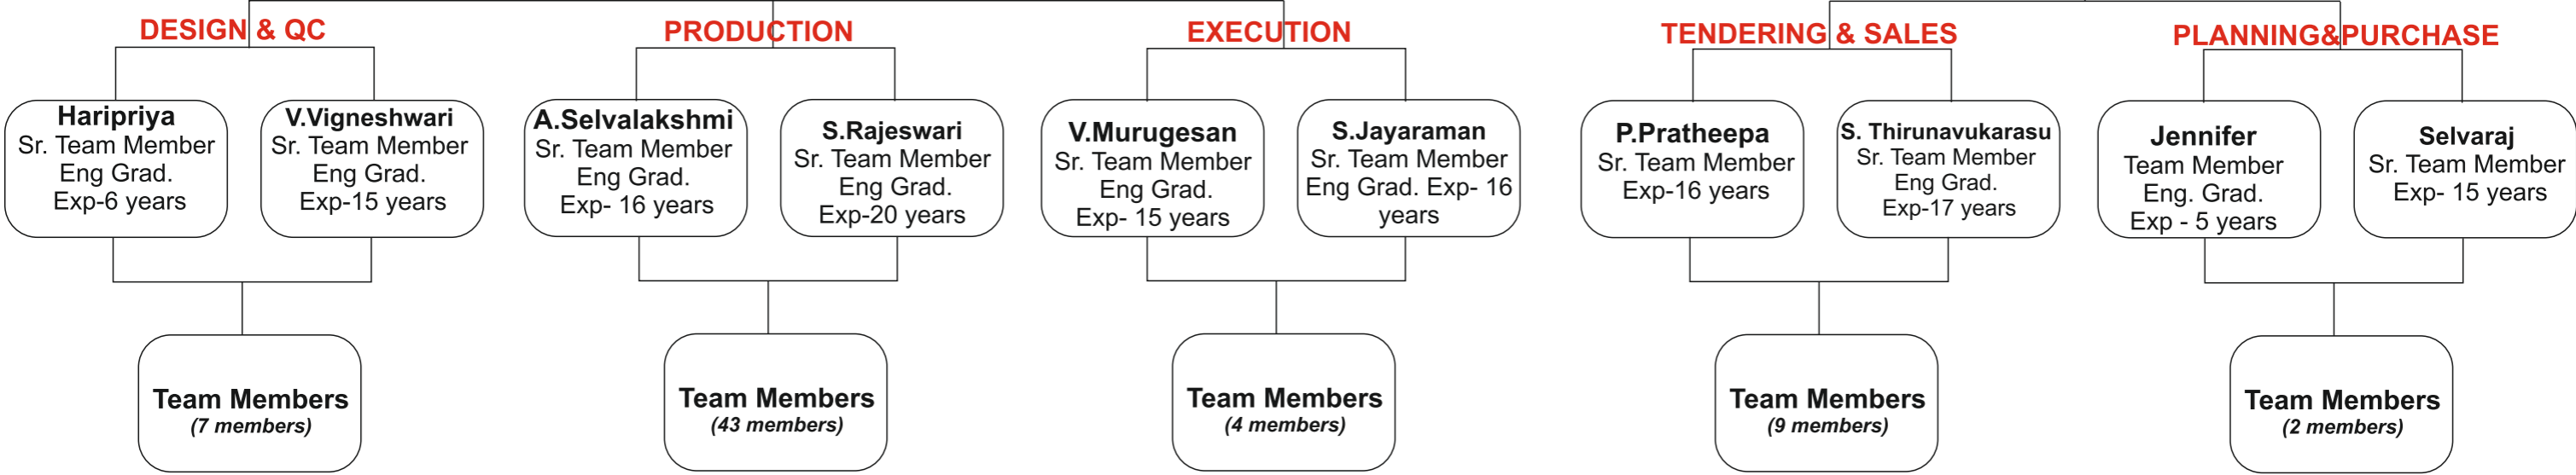 DESIGN & QC
PRODUCTION
EXECUTION
TENDERING & SALES
PLANNING&PURCHASE
Haripriya
Sr. Team Member
Eng Grad.
Exp-6 years
V.Vigneshwari
Sr. Team Member
Eng Grad.
Exp-15 years
A.Selvalakshmi
Sr. Team Member
Eng Grad.
Exp- 16 years
S.Rajeswari
Sr. Team Member
Eng Grad.
Exp-20 years
V.Murugesan
Sr. Team Member
Eng Grad.
Exp- 15 years
S.Jayaraman
Sr. Team Member
Eng Grad. Exp- 16
years
P.Pratheepa
Sr. Team Member
Exp-16 years
S. Thirunavukarasu
Sr. Team Member
Eng Grad.
Exp-17 years
Jennifer
Team Member
Eng. Grad.
Exp - 5 years
Selvaraj
Sr. Team Member
Exp- 15 years
Team Members
(7 members)
Team Members
(43 members)
Team Members
(4 members)
Team Members
(9 members)
Team Members
(2 members)